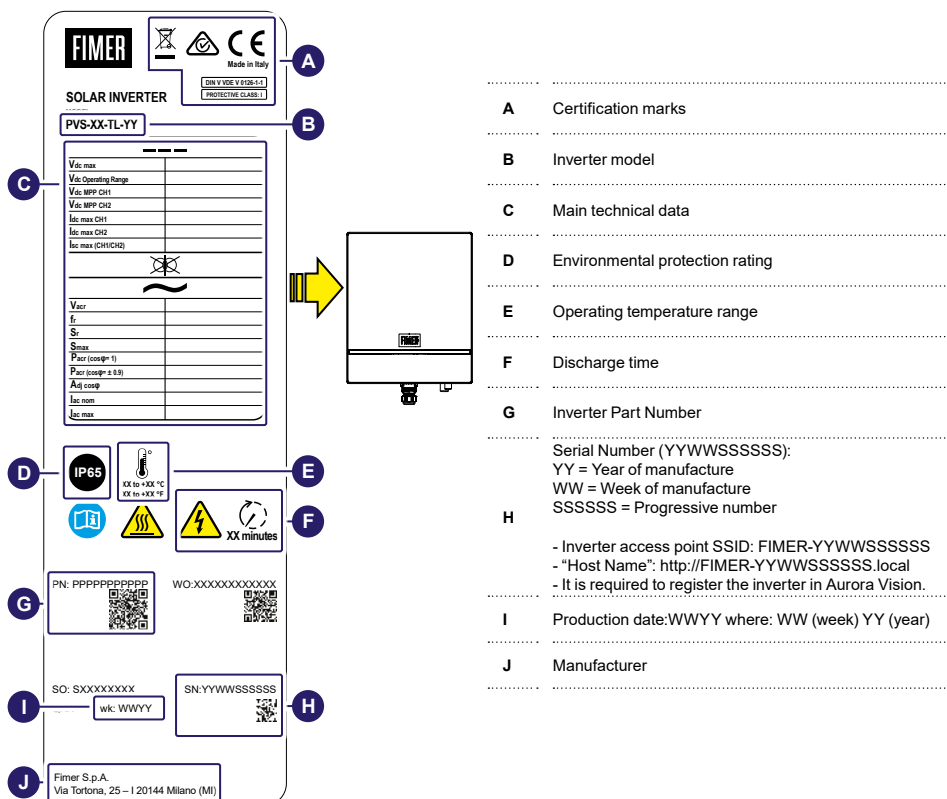 FIMER
Made in Italy
DIN V VDE V 0126-1-1
PROTECTIVE CLASS: I
A
SOLAR INVERTER
PVS-XX-TL-YY
B
C
Vdc max
Vdc Operating Range
Vdc MPP CH1
Vdc MPP CH2
Idc max CH1
Idc max CH2
Isc max (CH1/CH2)
Vacr
fr
Sr
Smax
Pacr (cosφ= 1)
Pacr (cosφ= ± 0.9)
Adj cosφ
Iac nom
Iac max
D
IP65
XX to +XX °C
XX to +XX °F
E
XX minutes
F
G
PN: PPPPPPPPPPP
WO:XXXXXXXXXXXX
SO: SXXXXXXXX
SN:YYWWSSSSSS
I
wk: WWYY
H
J
Fimer S.p.A.
Via Tortona, 25 – I 20144 Milano (MI)
FIMER
A Certification marks
B Inverter model
C Main technical data
D Environmental protection rating
E Operating temperature range
F Discharge time
G Inverter Part Number
H
Serial Number (YYWWSSSSSS):
YY = Year of manufacture
WW = Week of manufacture
SSSSSS = Progressive number
- Inverter access point SSID: FIMER-YYWWSSSSSS
- “Host Name”: http://FIMER-YYWWSSSSSS.local
- It is required to register the inverter in Aurora Vision.
I Production date:WWYY where: WW (week) YY (year)
J Manufacturer